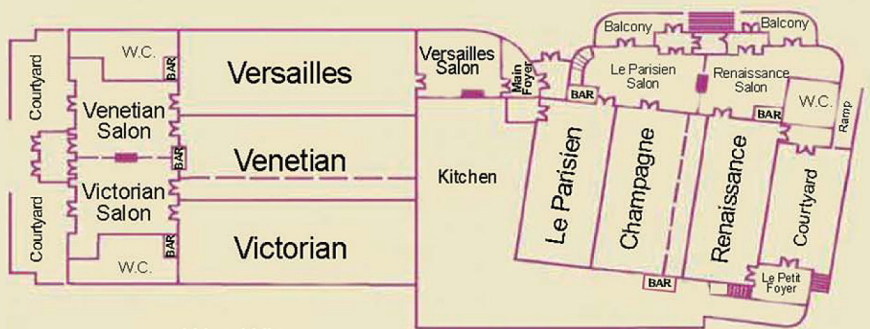 Balcony
Balcony
W.C.
BAR
Courtyard
Versailles
Versailles
Salon
Main
Foyer
Le Parisien
Salon
Renaissance
Salon
BAR
BAR
W.C.
Ramp
Venetian
Salon
BAR
Venetian
Kitchen
Le Parisien
Champagne
Renaissance
Courtyard
Victorian
Salon
Courtyard
BAR
W.C.
Victorian
BAR
Le Petit
Foyer